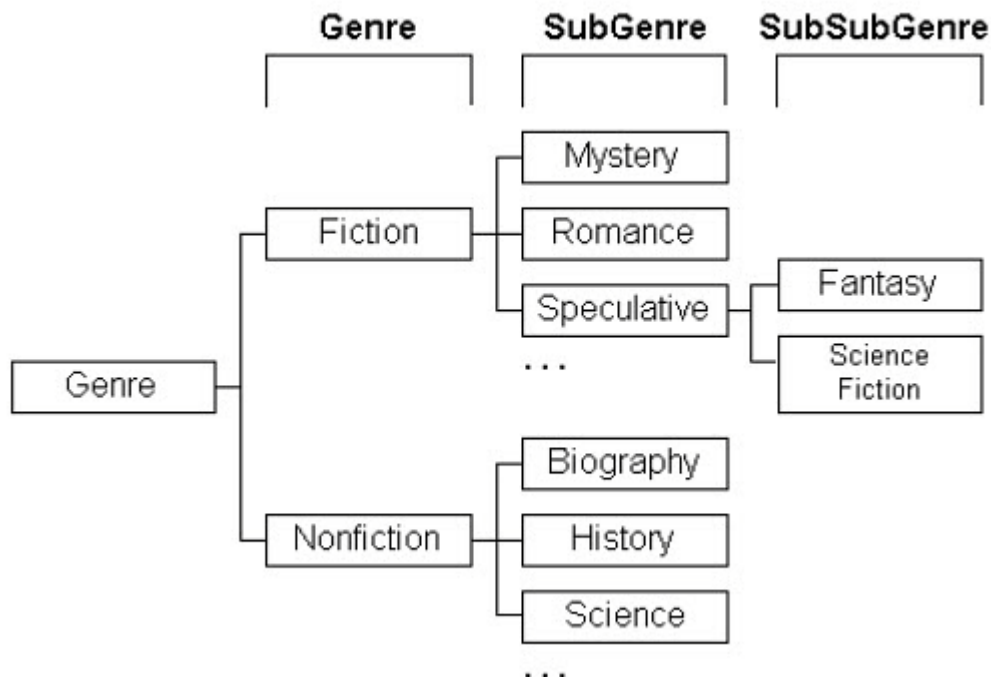 Genre SubGenre SubSubGenre
Mystery
Fiction Romance
Speculative Fantasy
...
Science
Fiction
Genre
Biography
Nonfiction History
Science
...